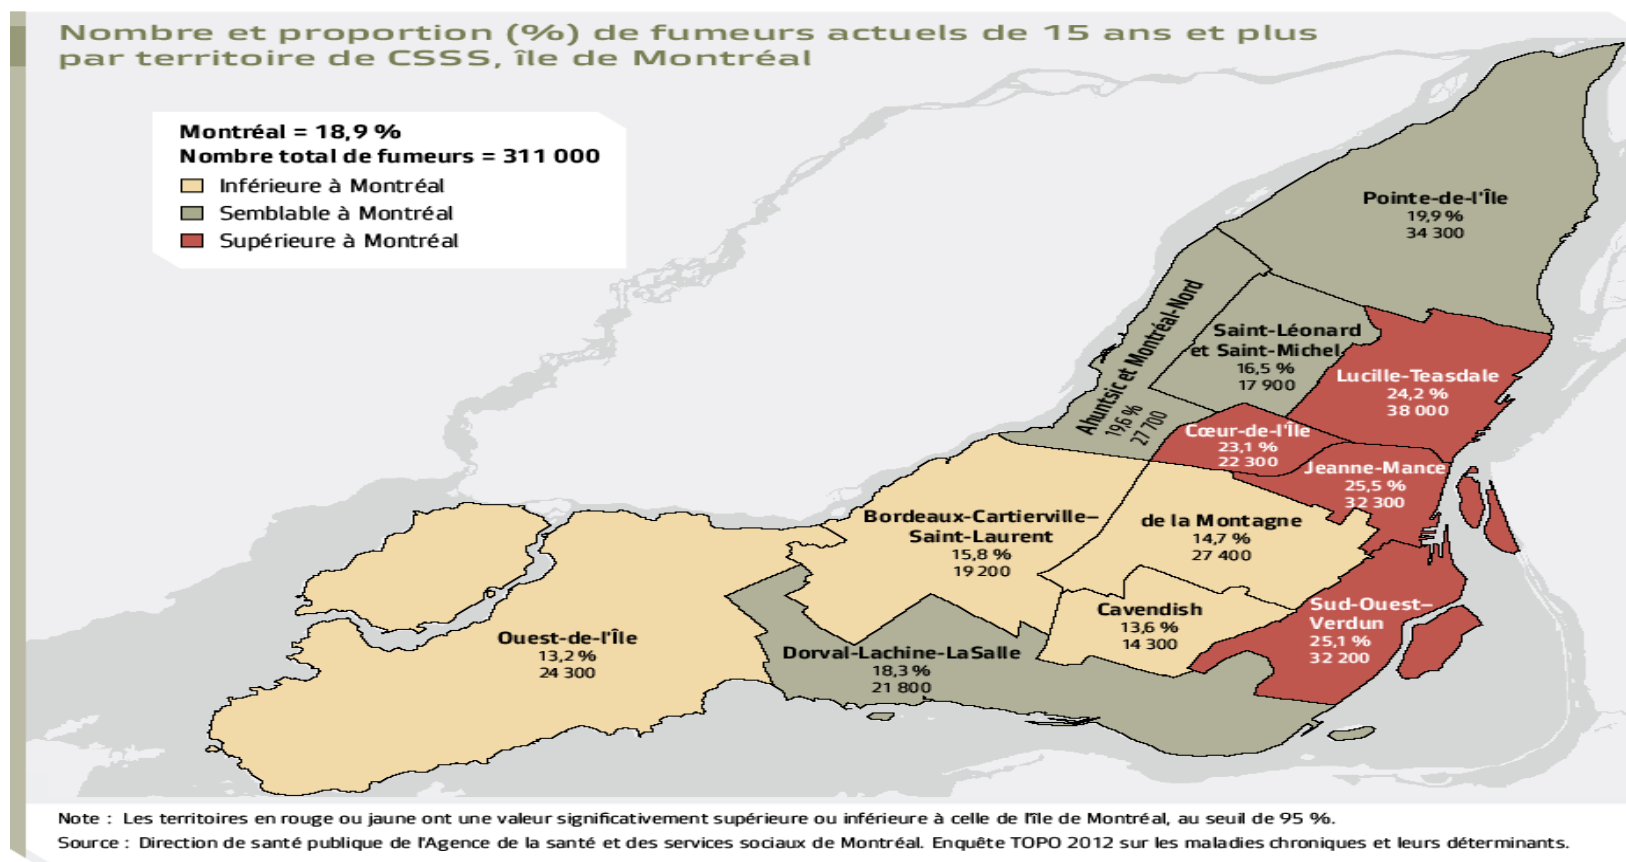 Nombre et proportion (%) de fumeurs actuels de 15 ans et plus
par territoire de CSSS, île de Montréal
Montréal = 18,9 %
Nombre total de fumeurs = 311 000
Inférieure à Montréal
Semblable à Montréal
Supérieure à Montréal
Pointe-de-l'Île
19,9 %
34 300
Ahuntsic et Montréal-Nord
19,6 %
27 700
Saint-Léonard
et Saint-Michel
16,5 %
17 900
Lucille-Teasdale
24,2 %
38 000
Cœur-de-l'Île
23,1 %
22 300
Jeanne-Mance
25,5 %
32 300
Bordeaux-Cartierville–
Saint-Laurent
15,8 %
19 200
de la Montagne
14,7 %
27 400
Cavendish
13,6 %
14 300
Sud-Ouest–
Verdun
25,1 %
32 200
Ouest-de-l'Île
13,2 %
24 300
Dorval-Lachine-LaSalle
18,3 %
21 800
Note : Les territoires en rouge ou jaune ont une valeur significativement supérieure ou inférieure à celle de l'île de Montréal, au seuil de 95 %.
Source : Direction de santé publique de l'Agence de la santé et des services sociaux de Montréal. Enquête TOPO 2012 sur les maladies chroniques et leurs déterminants.